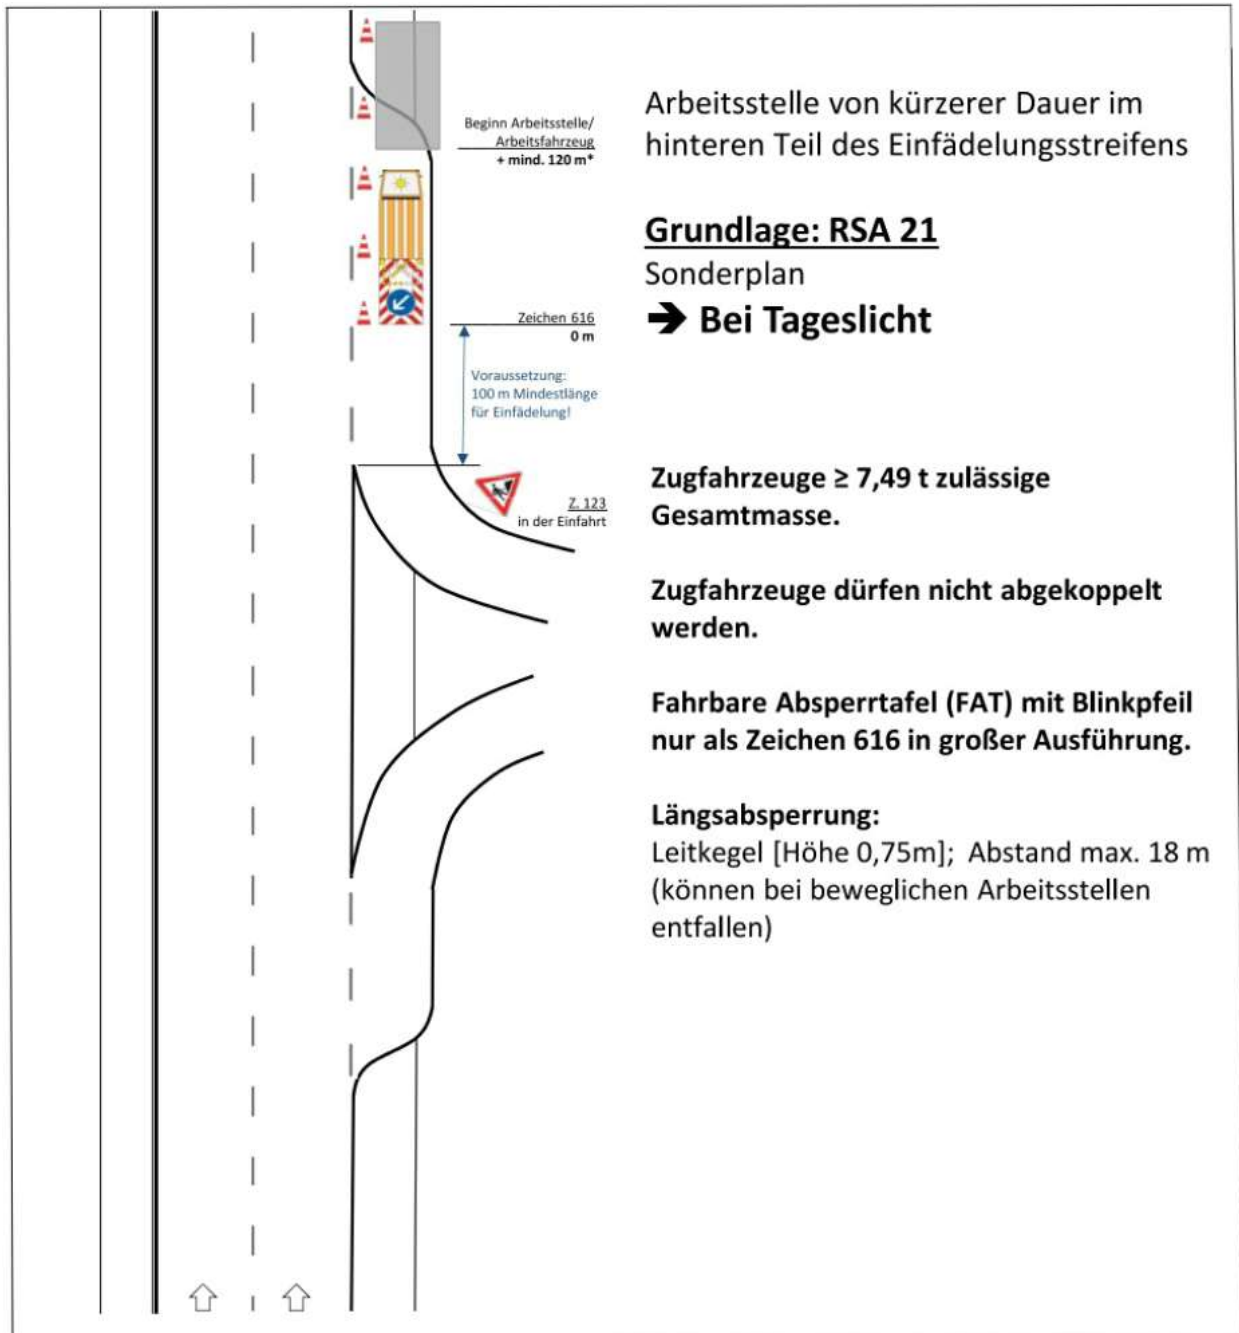 Arbeitsstelle von kürzerer Dauer im
hinteren Teil des Einfädelungsstreifens
Grundlage: RSA 21
Sonderplan
➔ Bei Tageslicht
Beginn Arbeitsstelle/
Arbeitsfahrzeug
+ mind. 120 m*
Zeichen 616
0 m
Voraussetzung:
100 m Mindestlänge
für Einfädelung!
Z. 123
in der Einfahrt
Zugfahrzeuge ≥ 7,49 t zulässige
Gesamtmasse.
Zugfahrzeuge dürfen nicht abgekoppelt
werden.
Fahrbare Absperrtafel (FAT) mit Blinkpfeil
nur als Zeichen 616 in großer Ausführung.
Längsabsperrung:
Leitkegel [Höhe 0,75m]; Abstand max. 18 m
(können bei beweglichen Arbeitsstellen
entfallen)